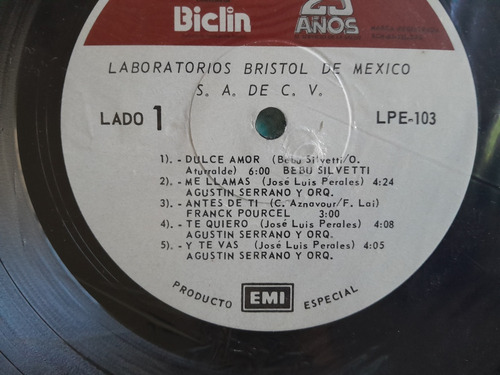 Biclin
25
AÑOS
LABORATORIOS BRISTOL DE MEXICO
S. A. DE C. V.
LADO 1
LPE-103
1).-DULCE AMOR (Bebu Silvetti/O.
Aturralde) 6:00 BEBU SILVETTI
2).-ME LLAMAS (José Luis Perales) 4:24
AGUSTIN SERRANO Y ORQ.
3).-ANTES DE TI (C. Aznavour/F. Lai)
FRANCK POURCEL 3:00
4).-TE QUIERO (José Luis Perales) 4:08
AGUSTIN SERRANO Y ORQ.
5).-Y TE VAS (José Luis Perales) 4:05
AGUSTIN SERRANO Y ORQ.
PRODUCTO EMI ESPECIAL